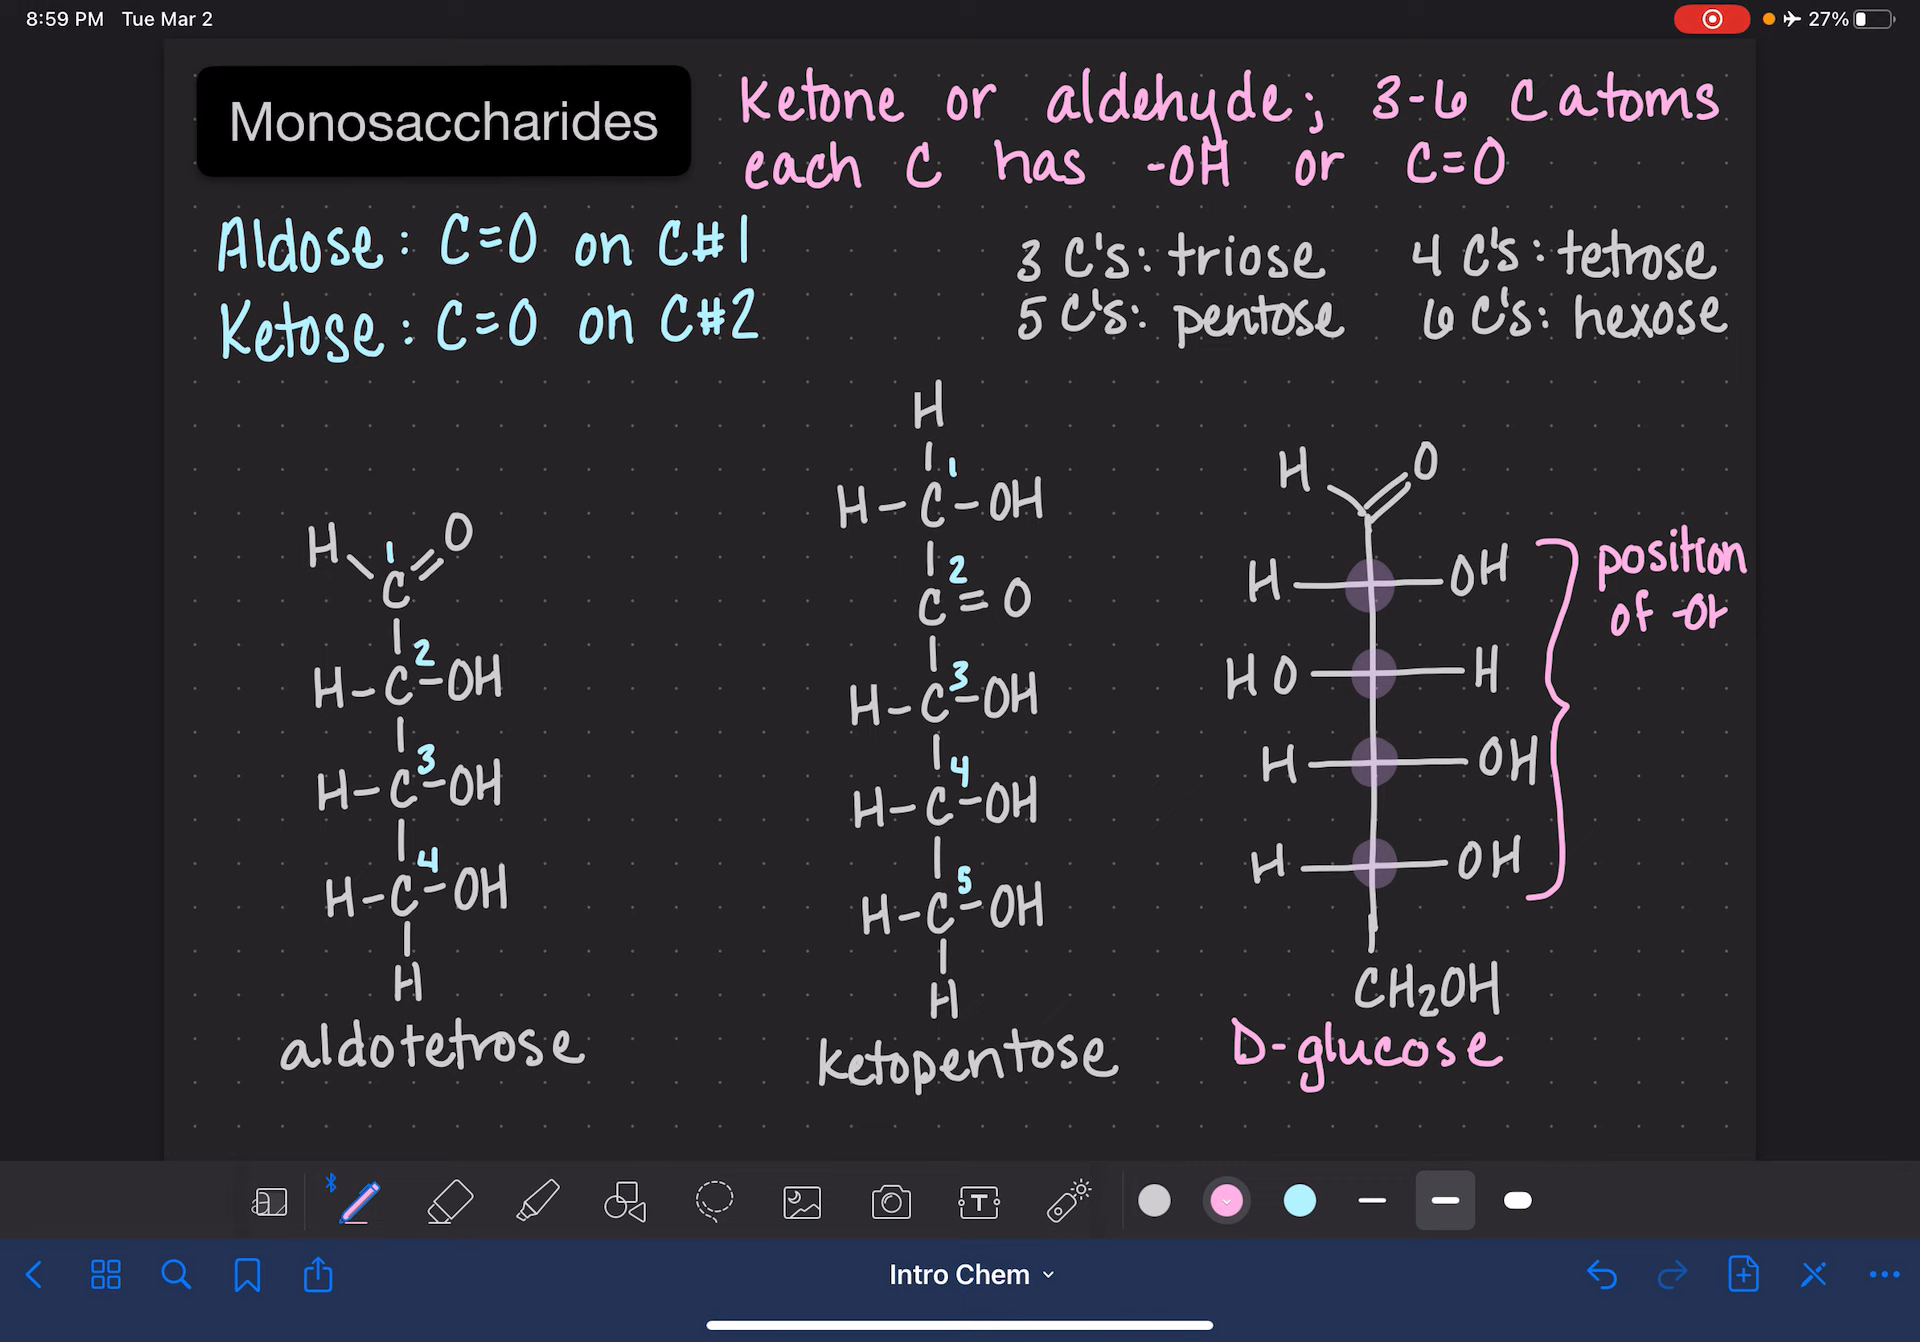 8:59 PM Tue Mar 2
27%
Monosaccharides
Ketone or aldehyde; 3-6 C atoms
each C has -OH or C=O
Aldose: C=O on C#1
Ketose: C=O on C#2
3 C's: triose 4 C's: tetrose
5 C's: pentose 6 C's: hexose
H O
1
C
2
H-C-OH
3
H-C-OH
4
H-C-OH
H
aldotetrose
H
1
H-C-OH
2
C=O
3
H-C-OH
4
H-C-OH
5
H-C-OH
H
ketopentose
H O
H OH
HO H
H OH
H OH
CH₂OH
D-glucose
position
of -OH
T
Intro Chem